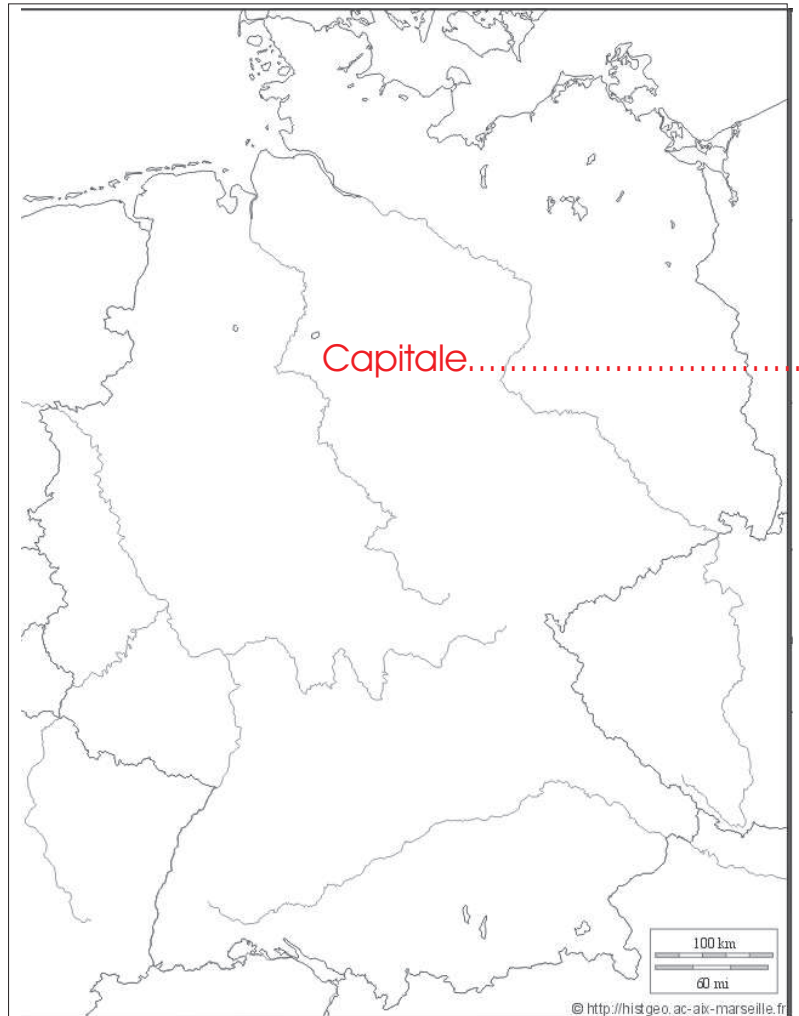 Capitale....................................
100 km
60 mi
© http://histgeo.ac-aix-marseille.fr